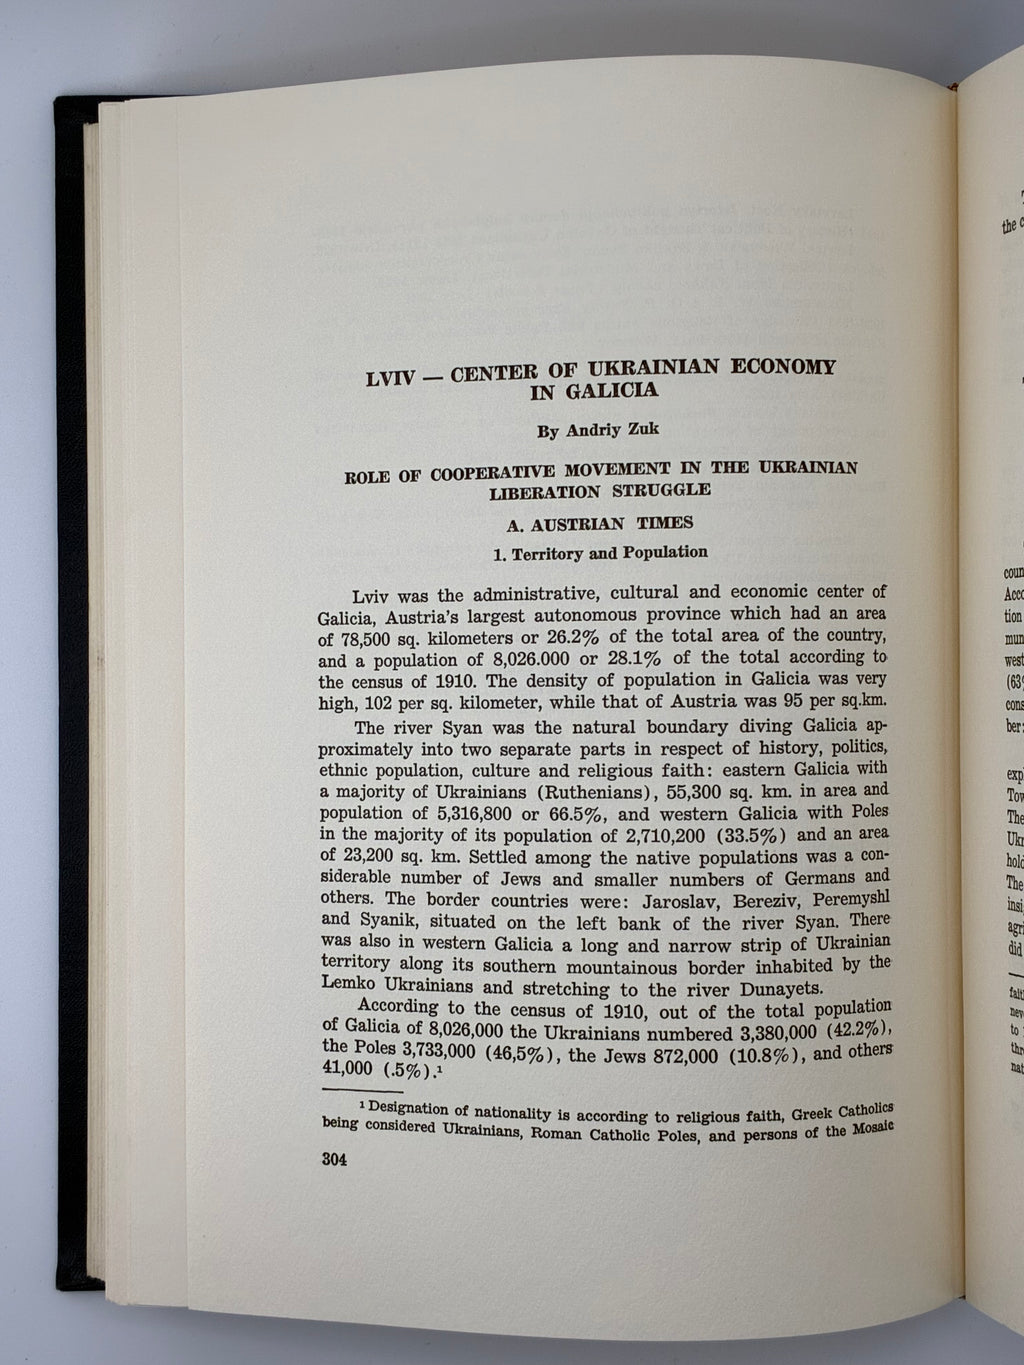 LVIV — CENTER OF UKRAINIAN ECONOMY
IN GALICIA
By Andriy Zuk
ROLE OF COOPERATIVE MOVEMENT IN THE UKRAINIAN
LIBERATION STRUGGLE
A. AUSTRIAN TIMES
1. Territory and Population
Lviv was the administrative, cultural and economic center of
Galicia, Austria's largest autonomous province which had an area
of 78,500 sq. kilometers or 26.2% of the total area of the country,
and a population of 8,026.000 or 28.1% of the total according to
the census of 1910. The density of population in Galicia was very
high, 102 per sq. kilometer, while that of Austria was 95 per sq.km.
The river Syan was the natural boundary diving Galicia ap-
proximately into two separate parts in respect of history, politics,
ethnic population, culture and religious faith: eastern Galicia with
a majority of Ukrainians (Ruthenians), 55,300 sq. km. in area and
population of 5,316,800 or 66.5%, and western Galicia with Poles
in the majority of its population of 2,710,200 (33.5%) and an area
of 23,200 sq. km. Settled among the native populations was a con-
siderable number of Jews and smaller numbers of Germans and
others. The border countries were: Jaroslav, Bereziv, Peremyshl
and Syanik, situated on the left bank of the river Syan. There
was also in western Galicia a long and narrow strip of Ukrainian
territory along its southern mountainous border inhabited by the
Lemko Ukrainians and stretching to the river Dunayets.
According to the census of 1910, out of the total population
of Galicia of 8,026,000 the Ukrainians numbered 3,380,000 (42.2%),
the Poles 3,733,000 (46,5%), the Jews 872,000 (10.8%), and others
41,000 (.5%).¹
¹ Designation of nationality is according to religious faith, Greek Catholics
being considered Ukrainians, Roman Catholic Poles, and persons of the Mosaic
304
the